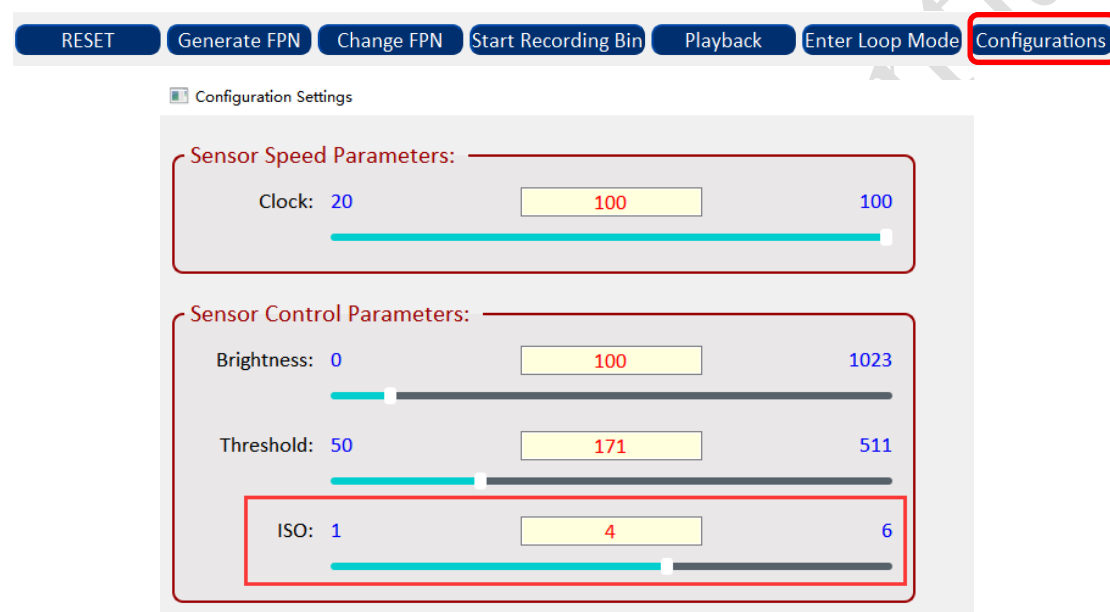 RESET Generate FPN Change FPN Start Recording Bin Playback Enter Loop Mode Configurations
Configuration Settings
Sensor Speed Parameters:
Clock: 20 100 100
Sensor Control Parameters:
Brightness: 0 100 1023
Threshold: 50 171 511
ISO: 1 4 6